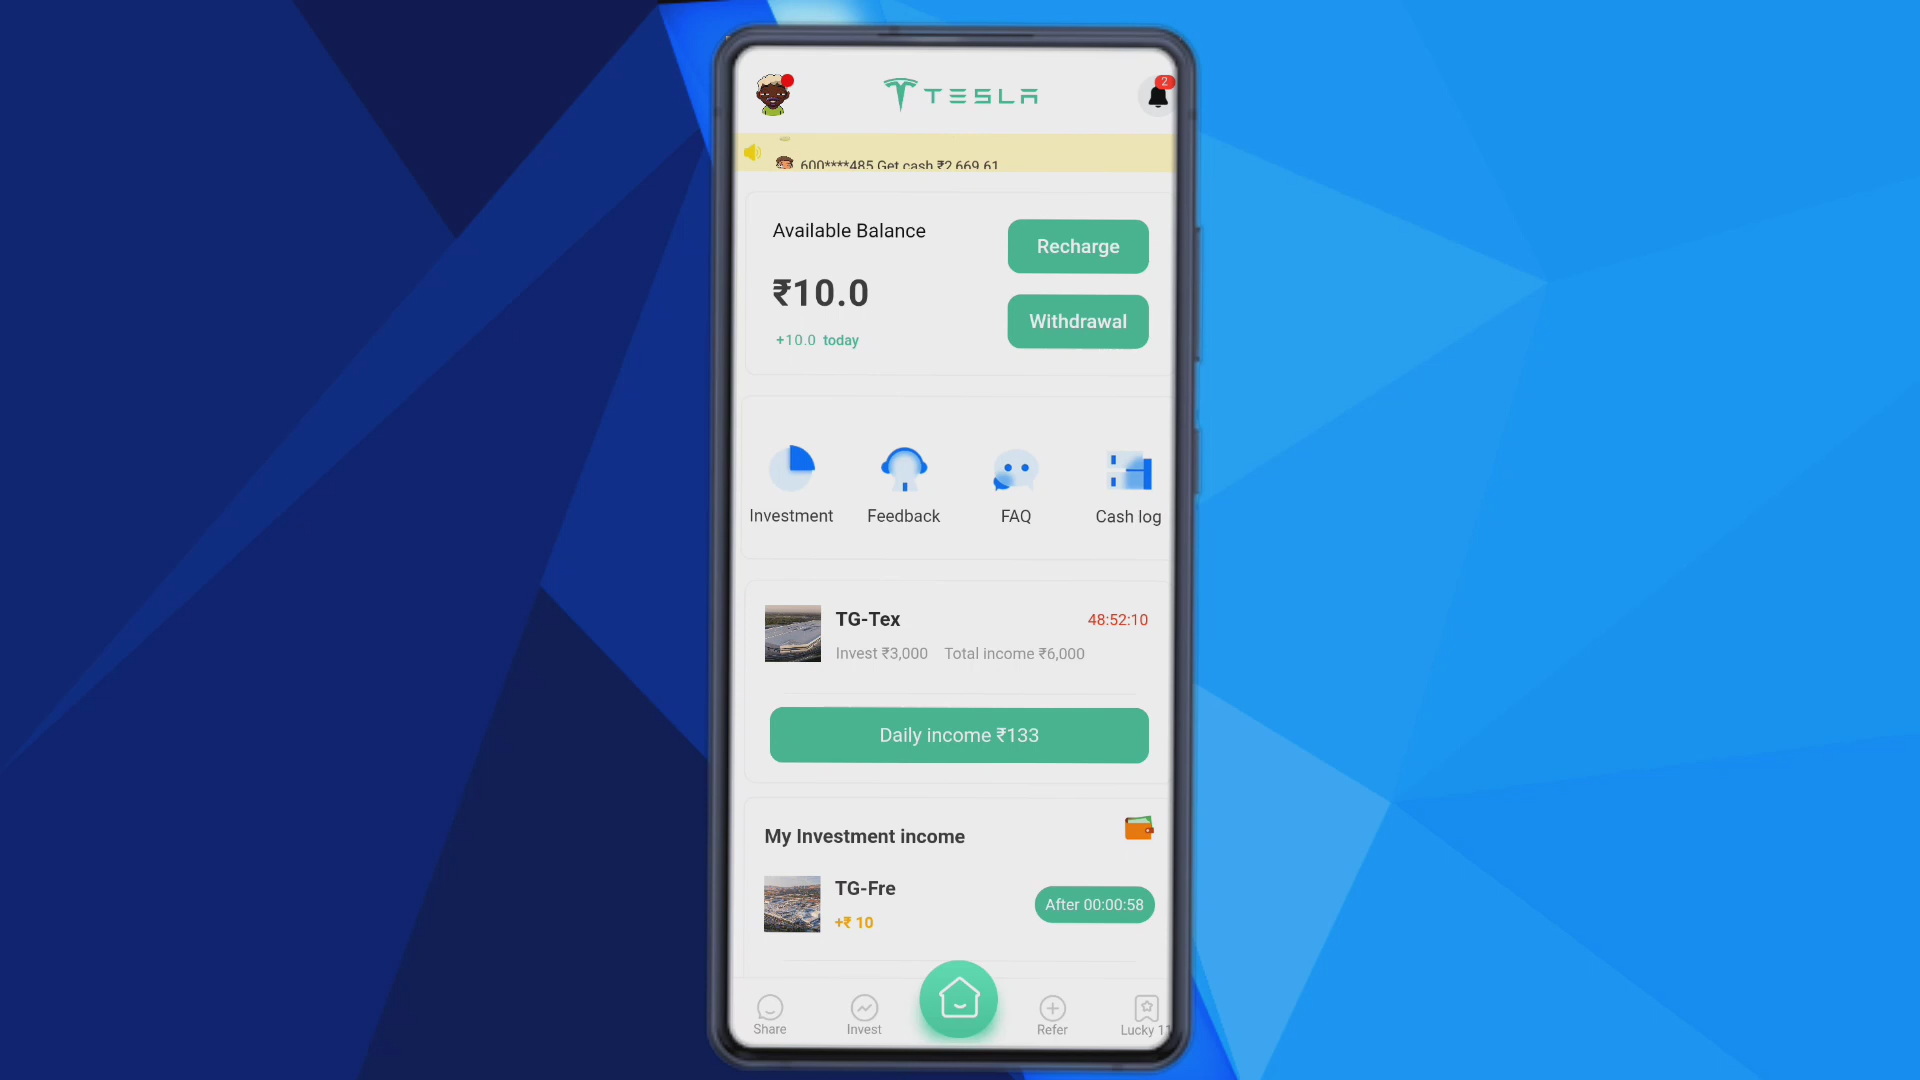 TESLA
2
600****485 Get cash ₹2,669.61
Available Balance
Recharge
₹10.0
Withdrawal
+10.0 today
Investment
Feedback
FAQ
Cash log
TG-Tex
48:52:10
Invest ₹3,000 Total income ₹6,000
Daily income ₹133
My Investment income
TG-Fre
After 00:00:58
+₹ 10
Share
Invest
Refer
Lucky 11